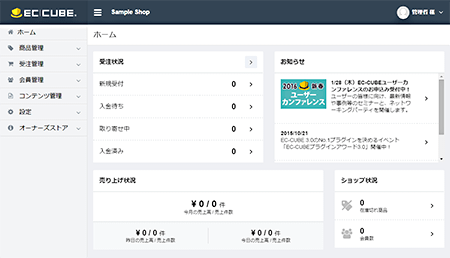 EC CUBE.
Sample Shop
管理者 様
ホーム
商品管理
受注管理
会員管理
コンテンツ管理
設定
オーナーズストア
ホーム
受注状況
新規受付 0
入金待ち 0
取り寄せ中 0
入金済み 0
お知らせ
2016 新春
ユーザー
カンファレンス
1/28（木）EC-CUBEユーザーカ
ンファレンスのお申込み受付中！
ユーザーの皆様に向け、最新情報
や事例等のセミナーと、ネットワ
ーキングパーティを開催します。
2015/10/21
EC-CUBE 3.0のNo.1プラグインを決めるイベント
「EC-CUBEプラグインアワード3.0」開催中！
売り上げ状況
¥ 0 / 0 件
今月の売上高 / 売上件数
¥ 0 / 0 件
昨日の売上高 / 売上件数
¥ 0 / 0 件
今日の売上高 / 売上件数
ショップ状況
0
在庫切れ商品
0
会員数